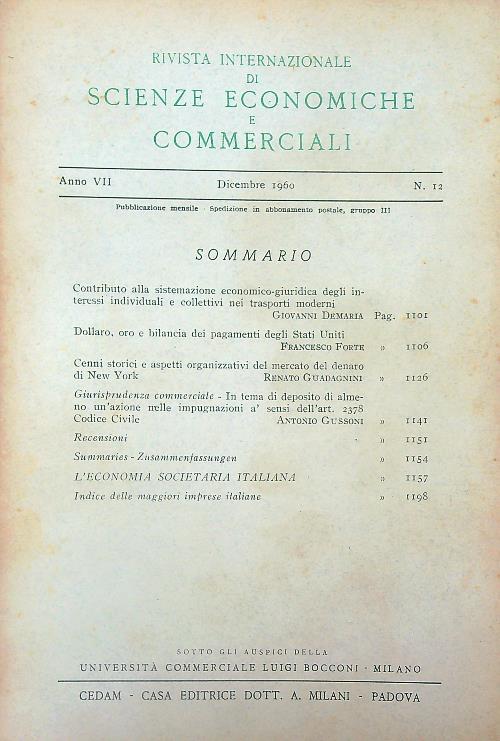 RIVISTA INTERNAZIONALE
DI
SCIENZE ECONOMICHE
E
COMMERCIALI
Anno VII Dicembre 1960 N. 12
Pubblicazione mensile - Spedizione in abbonamento postale, gruppo III
SOMMARIO
Contributo alla sistemazione economico-giuridica degli in-
teressi individuali e collettivi nei trasporti moderni
GIOVANNI DEMARIA Pag. 1101
Dollaro, oro e bilancia dei pagamenti degli Stati Uniti
FRANCESCO FORTE » 1106
Cenni storici e aspetti organizzativi del mercato del denaro
di New York RENATO GUADAGNINI » 1126
Giurisprudenza commerciale - In tema di deposito di alme-
no un'azione nelle impugnazioni a' sensi dell'art. 2378
Codice Civile ANTONIO GUSSONI » 1141
Recensioni » 1151
Summaries - Zusammenfassungen » 1154
L'ECONOMIA SOCIETARIA ITALIANA » 1157
Indice delle maggiori imprese italiane » 1198
SOTTO GLI AUSPICI DELLA
UNIVERSITÀ COMMERCIALE LUIGI BOCCONI - MILANO
CEDAM - CASA EDITRICE DOTT. A. MILANI - PADOVA